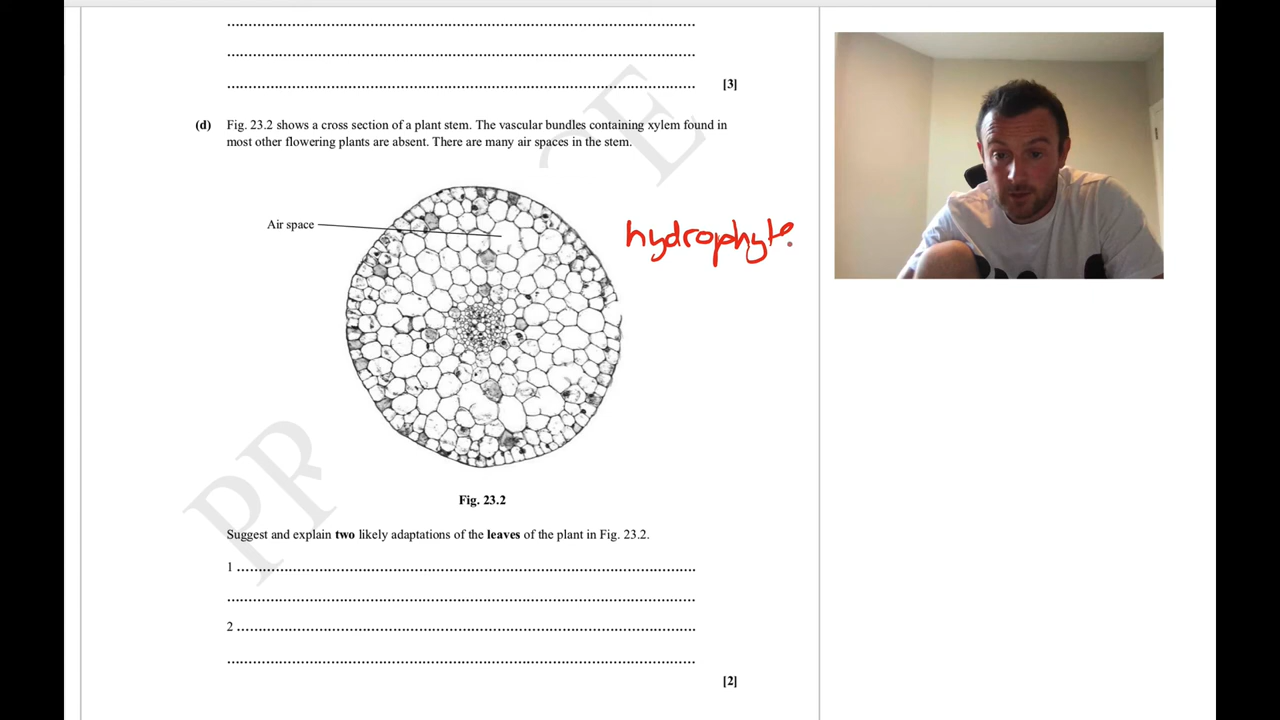 [3]
(d) Fig. 23.2 shows a cross section of a plant stem. The vascular bundles containing xylem found in
most other flowering plants are absent. There are many air spaces in the stem.
Air space
hydrophyte
Fig. 23.2
Suggest and explain two likely adaptations of the leaves of the plant in Fig. 23.2.
1
2
[2]